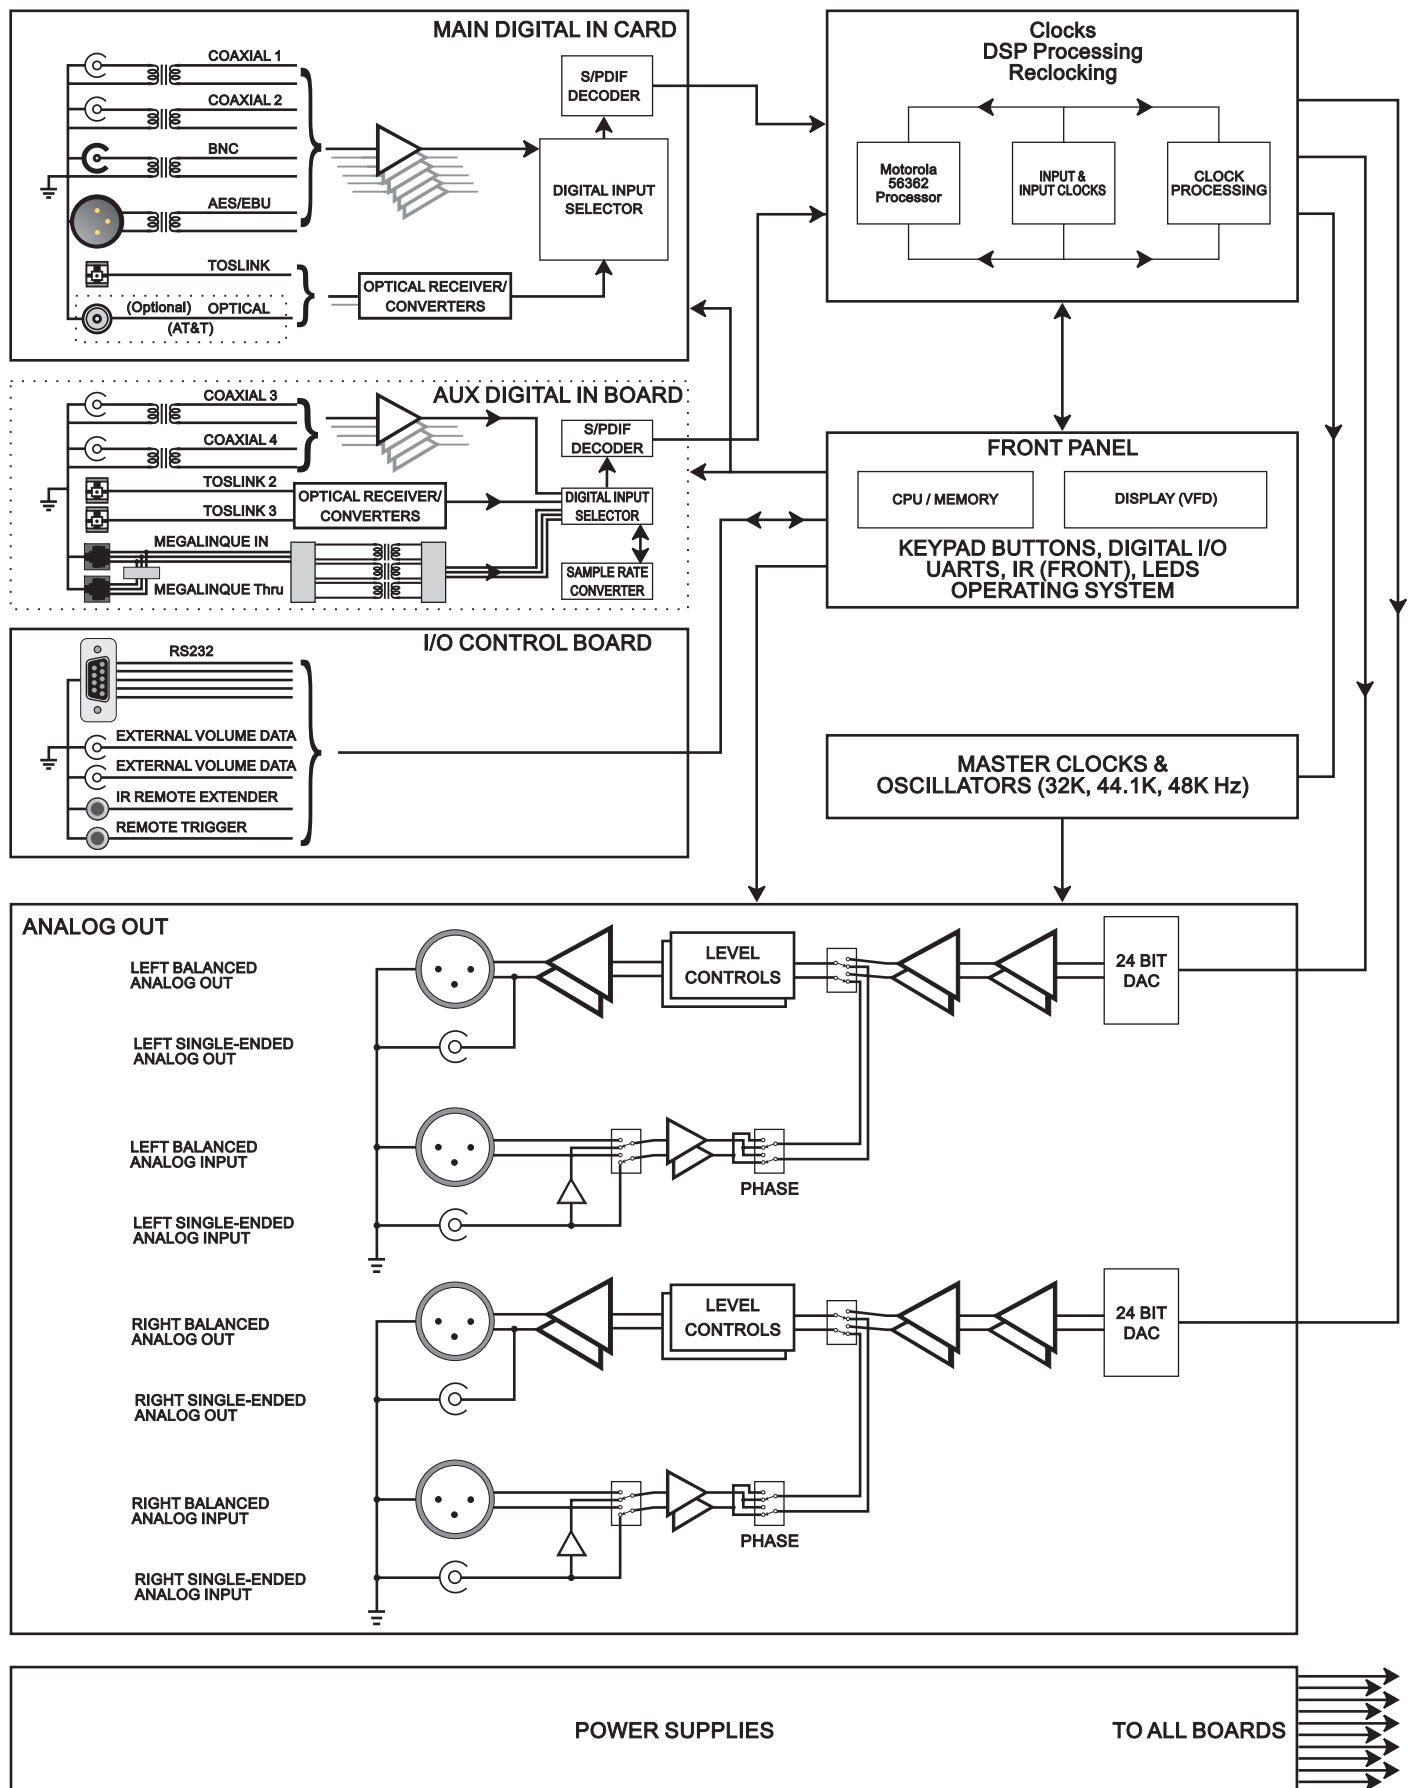 MAIN DIGITAL IN CARD
COAXIAL 1
COAXIAL 2
BNC
AES/EBU
TOSLINK
(Optional) OPTICAL
(AT&T)
S/PDIF
DECODER
DIGITAL INPUT
SELECTOR
OPTICAL RECEIVER/
CONVERTERS
Clocks
DSP Processing
Reclocking
Motorola
56362
Processor
INPUT &
INPUT CLOCKS
CLOCK
PROCESSING
AUX DIGITAL IN BOARD
COAXIAL 3
COAXIAL 4
TOSLINK 2
TOSLINK 3
MEGALINQUE IN
MEGALINQUE Thru
OPTICAL RECEIVER/
CONVERTERS
S/PDIF
DECODER
DIGITAL INPUT
SELECTOR
SAMPLE RATE
CONVERTER
FRONT PANEL
CPU / MEMORY
DISPLAY (VFD)
KEYPAD BUTTONS, DIGITAL I/O
UARTS, IR (FRONT), LEDS
OPERATING SYSTEM
I/O CONTROL BOARD
RS232
EXTERNAL VOLUME DATA
EXTERNAL VOLUME DATA
IR REMOTE EXTENDER
REMOTE TRIGGER
MASTER CLOCKS &
OSCILLATORS (32K, 44.1K, 48K Hz)
ANALOG OUT
LEFT BALANCED
ANALOG OUT
LEVEL
CONTROLS
24 BIT
DAC
LEFT SINGLE-ENDED
ANALOG OUT
LEFT BALANCED
ANALOG INPUT
PHASE
LEFT SINGLE-ENDED
ANALOG INPUT
RIGHT BALANCED
ANALOG OUT
LEVEL
CONTROLS
24 BIT
DAC
RIGHT SINGLE-ENDED
ANALOG OUT
RIGHT BALANCED
ANALOG INPUT
PHASE
RIGHT SINGLE-ENDED
ANALOG INPUT
POWER SUPPLIES
TO ALL BOARDS